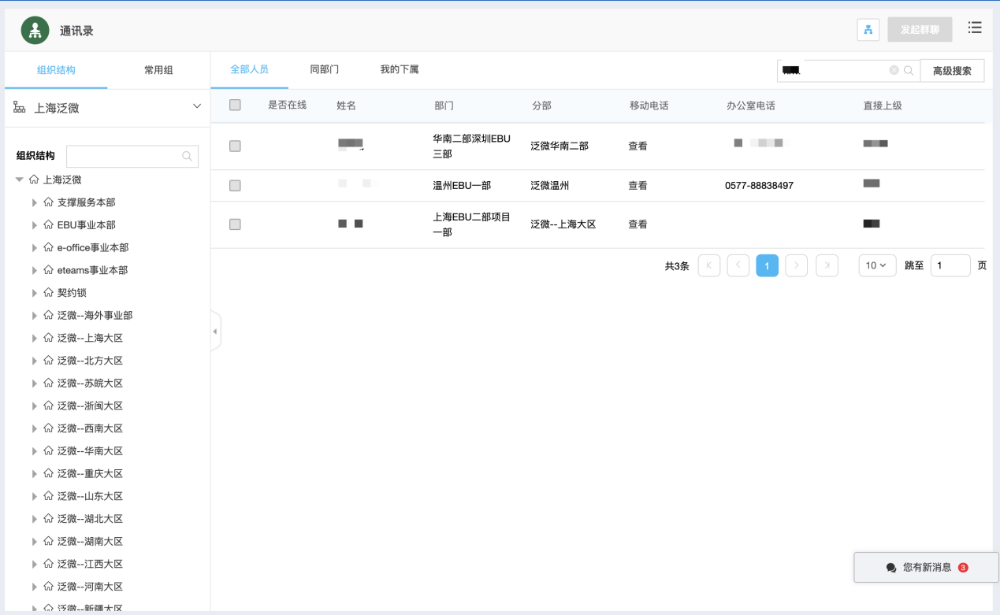 通讯录
发起群聊
组织结构
常用组
全部人员
同部门
我的下属
高级搜索
上海泛微
是否在线
姓名
部门
分部
移动电话
办公室电话
直接上级
华南二部深圳EBU
三部
泛微华南二部
查看
温州EBU一部
泛微温州
查看
0577-88838497
上海EBU二部项目
一部
泛微--上海大区
查看
共3条
1
10
跳至
1
页
组织结构
上海泛微
支撑服务本部
EBU事业本部
e-office事业本部
eteams事业本部
契约锁
泛微--海外事业部
泛微--上海大区
泛微--北方大区
泛微--苏皖大区
泛微--浙闽大区
泛微--西南大区
泛微--华南大区
泛微--重庆大区
泛微--山东大区
泛微--湖北大区
泛微--湖南大区
泛微--江西大区
泛微--河南大区
泛微--新疆大区
您有新消息
3